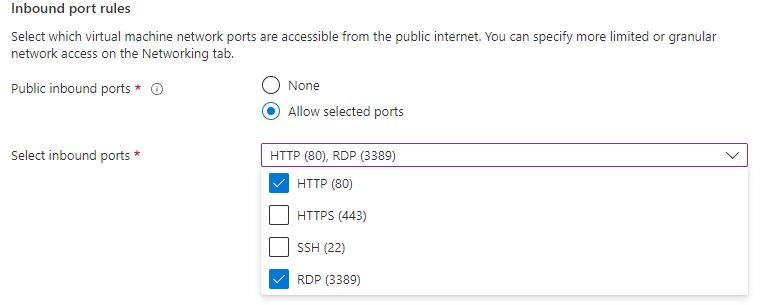 Inbound port rules
Select which virtual machine network ports are accessible from the public internet. You can specify more limited or granular
network access on the Networking tab.
Public inbound ports *
None
Allow selected ports
Select inbound ports *
HTTP (80), RDP (3389)
HTTP (80)
HTTPS (443)
SSH (22)
RDP (3389)